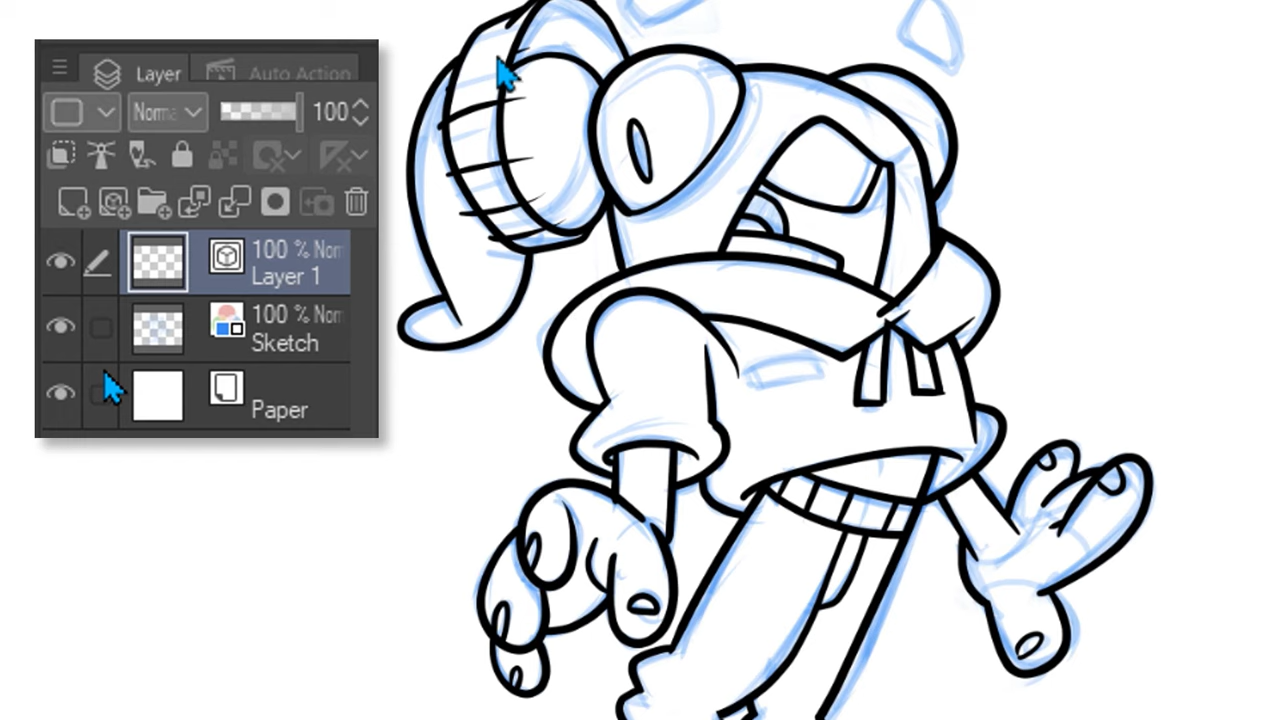 Layer Auto Action
Norma 100
100 % Nor
Layer 1
100 % Nor
Sketch
Paper